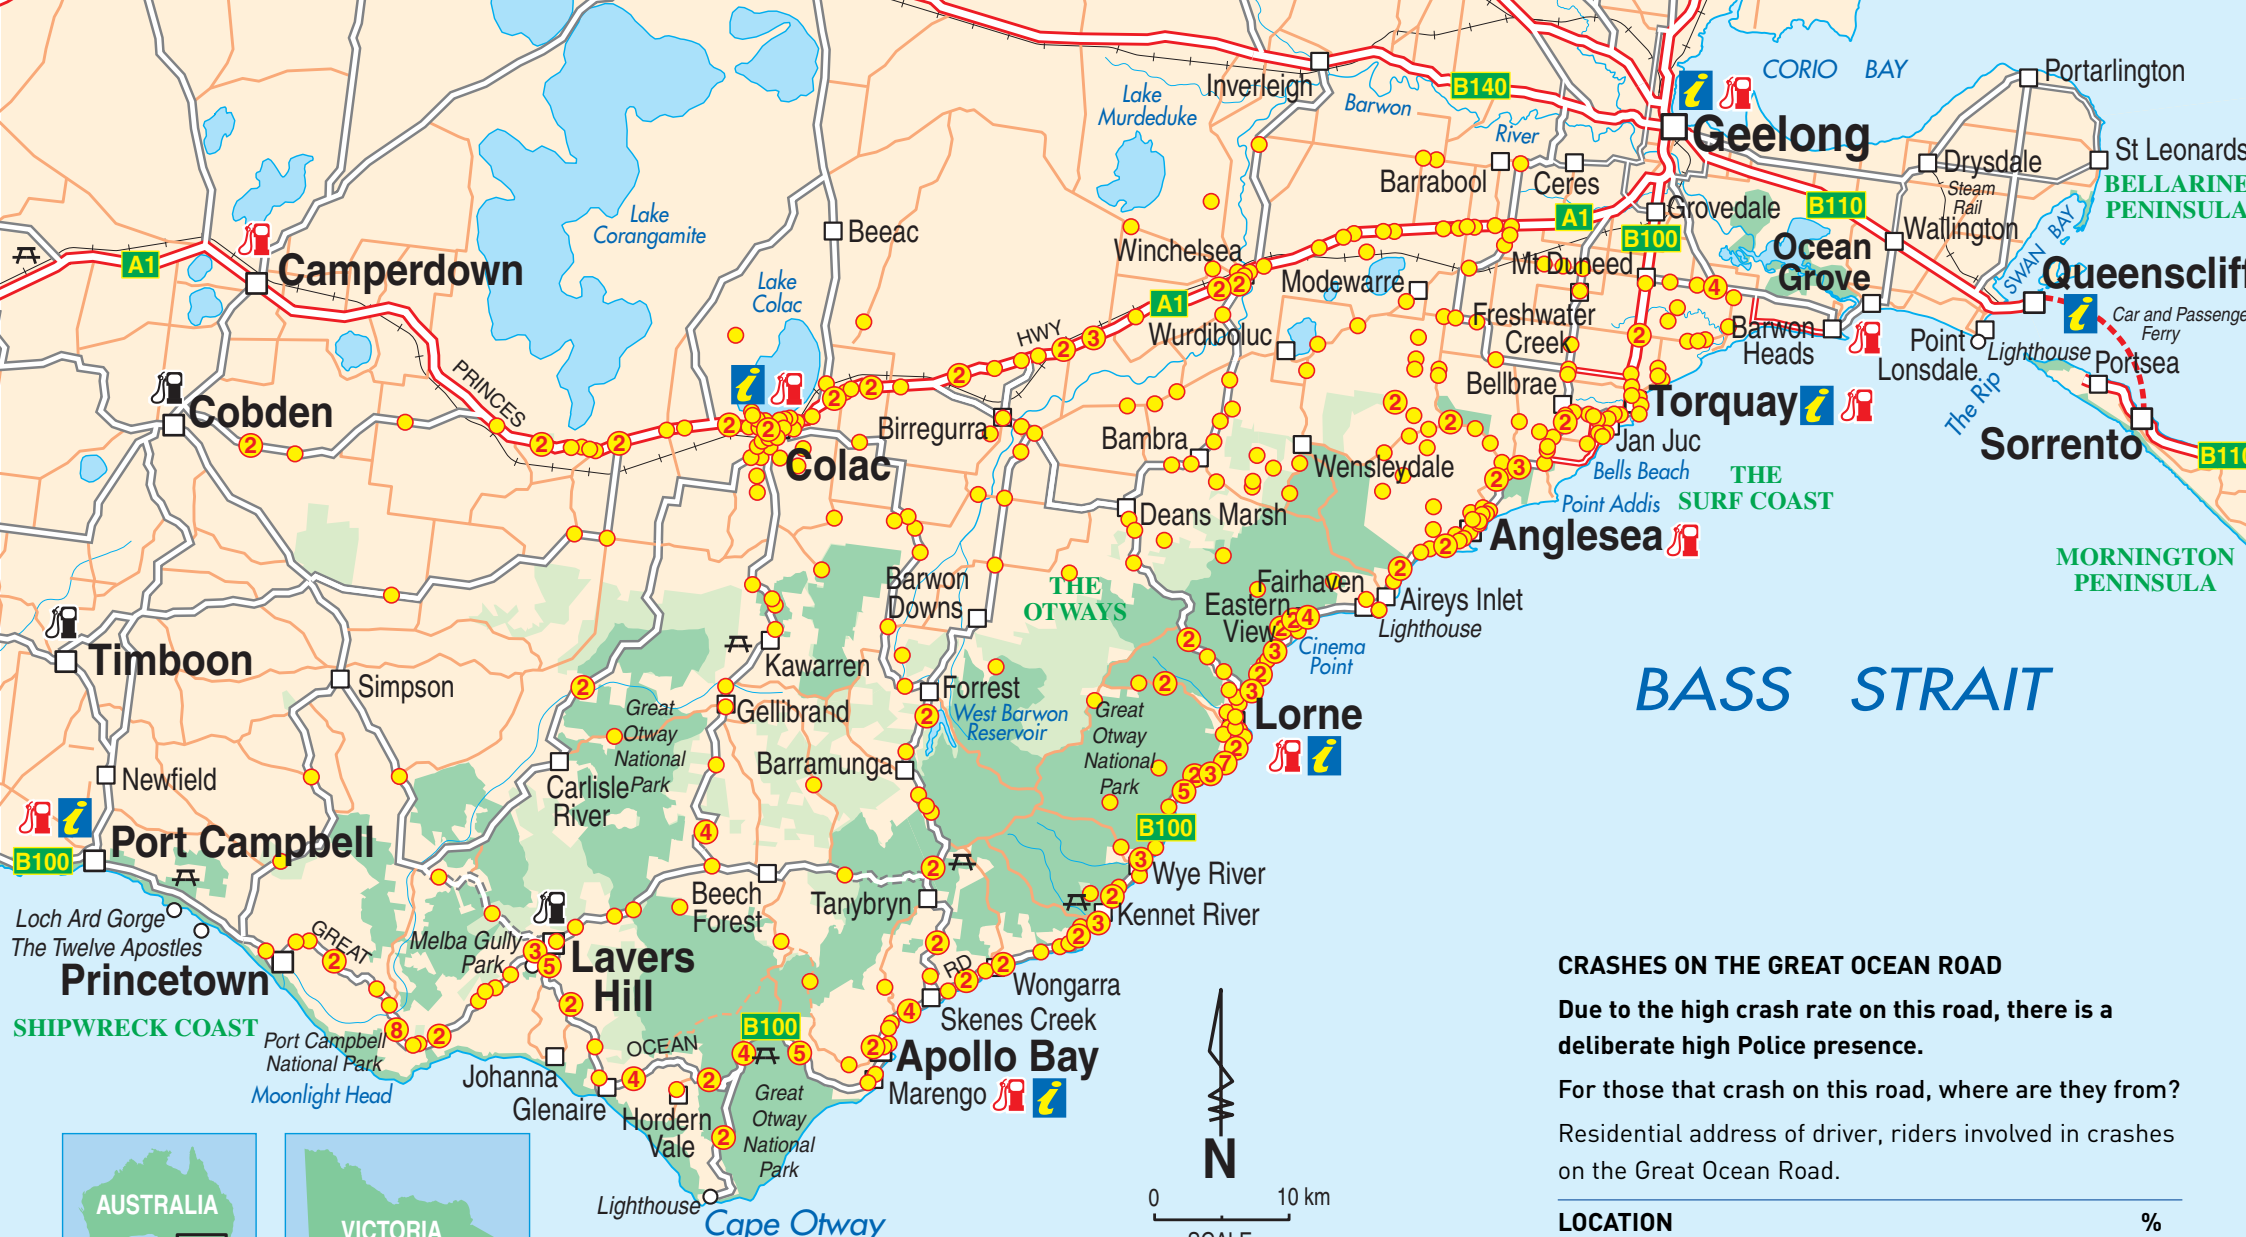 CORIO BAY
Portarlington
Inverleigh
B140
Lake
Murdeduke
Barwon
River
Geelong
St Leonards
Drysdale
Barrabool
Ceres
Steam
Rail
BELLARINE
PENINSULA
Grovedale
B110
A1
Lake
Corangamite
Beeac
Winchelsea
B100
Wallington
SWAN BAY
Ocean
Grove
A1
Camperdown
Mt Duneed
Modewarre
Queenscliff
Lake
Colac
A1
HWY
Wurdiboluc
Freshwater
Creek
Barwon
Heads
Point
Lonsdale
Lighthouse
Car and Passenge
Ferry
Portsea
The Rip
PRINCES
Bellbrae
Torquay
Cobden
Birregurra
Bambra
Colac
Wensleydale
Jan Juc
Bells Beach
THE
SURF COAST
Sorrento
B110
Point Addis
Deans Marsh
Anglesea
MORNINGTON
PENINSULA
Barwon
Downs
THE
OTWAYS
Fairhaven
Eastern
View
Aireys Inlet
Lighthouse
Cinema
Point
Timboon
Simpson
Kawarren
Forrest
BASS STRAIT
Great
Otway
National
Park
Gellibrand
West Barwon
Reservoir
Great
Otway
National
Park
Lorne
Newfield
Carlisle
River
Barramunga
Port Campbell
B100
B100
Wye River
Beech
Forest
Tanybryn
Kennet River
Loch Ard Gorge
The Twelve Apostles
GREAT
Melba Gully
Park
Lavers
Hill
Princetown
RD
Wongarra
SHIPWRECK COAST
Skenes Creek
B100
OCEAN
Port Campbell
National Park
Moonlight Head
Apollo Bay
Marengo
Johanna
Glenaire
Hordern
Vale
Great
Otway
National
Park
Lighthouse
Cape Otway
N
0 10 km
AUSTRALIA
VICTORIA
CRASHES ON THE GREAT OCEAN ROAD
Due to the high crash rate on this road, there is a
deliberate high Police presence.
For those that crash on this road, where are they from?
Residential address of driver, riders involved in crashes
on the Great Ocean Road.
LOCATION %